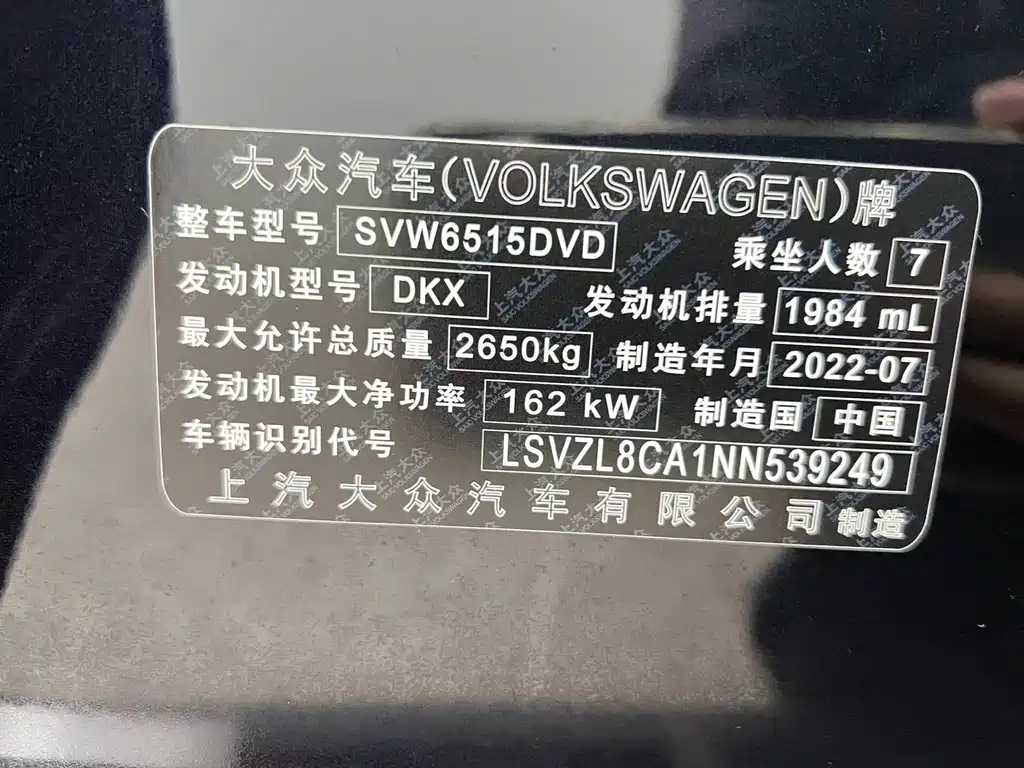 大众汽车(VOLKSWAGEN)牌
整车型号 SVW6515DVD 乘坐人数 7
发动机型号 DKX 发动机排量 1984 mL
最大允许总质量 2650kg 制造年月 2022-07
发动机最大净功率 162 kW 制造国 中国
车辆识别代号 LSVZL8CA1NN539249
上汽大众汽车有限公司 制造